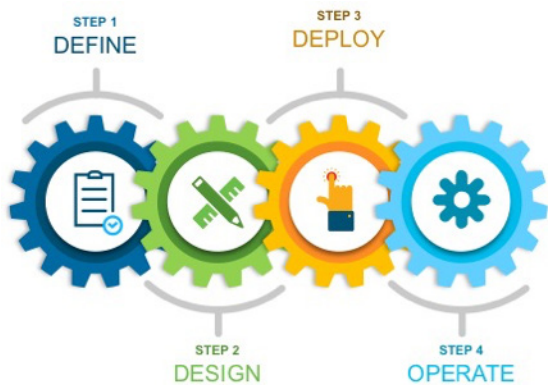 STEP 1
DEFINE
STEP 2
DESIGN
STEP 3
DEPLOY
STEP 4
OPERATE